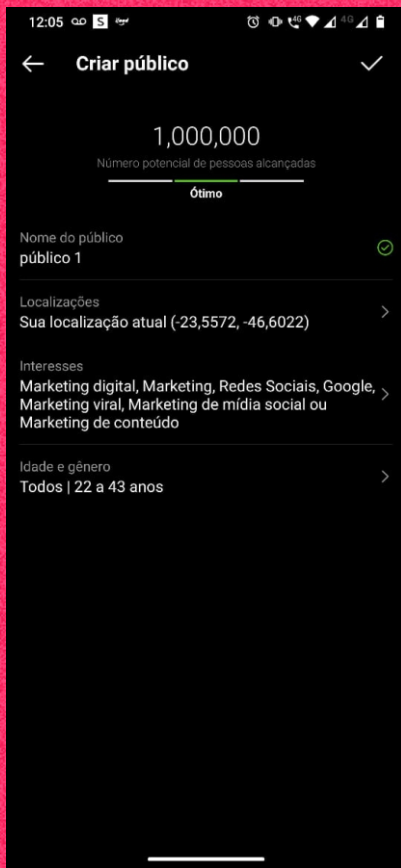 12:05 S 4G 4G
Criar público
1,000,000
Número potencial de pessoas alcançadas
Ótimo
Nome do público
público 1
Localizações
Sua localização atual (-23,5572, -46,6022)
Interesses
Marketing digital, Marketing, Redes Sociais, Google,
Marketing viral, Marketing de mídia social ou
Marketing de conteúdo
Idade e gênero
Todos | 22 a 43 anos